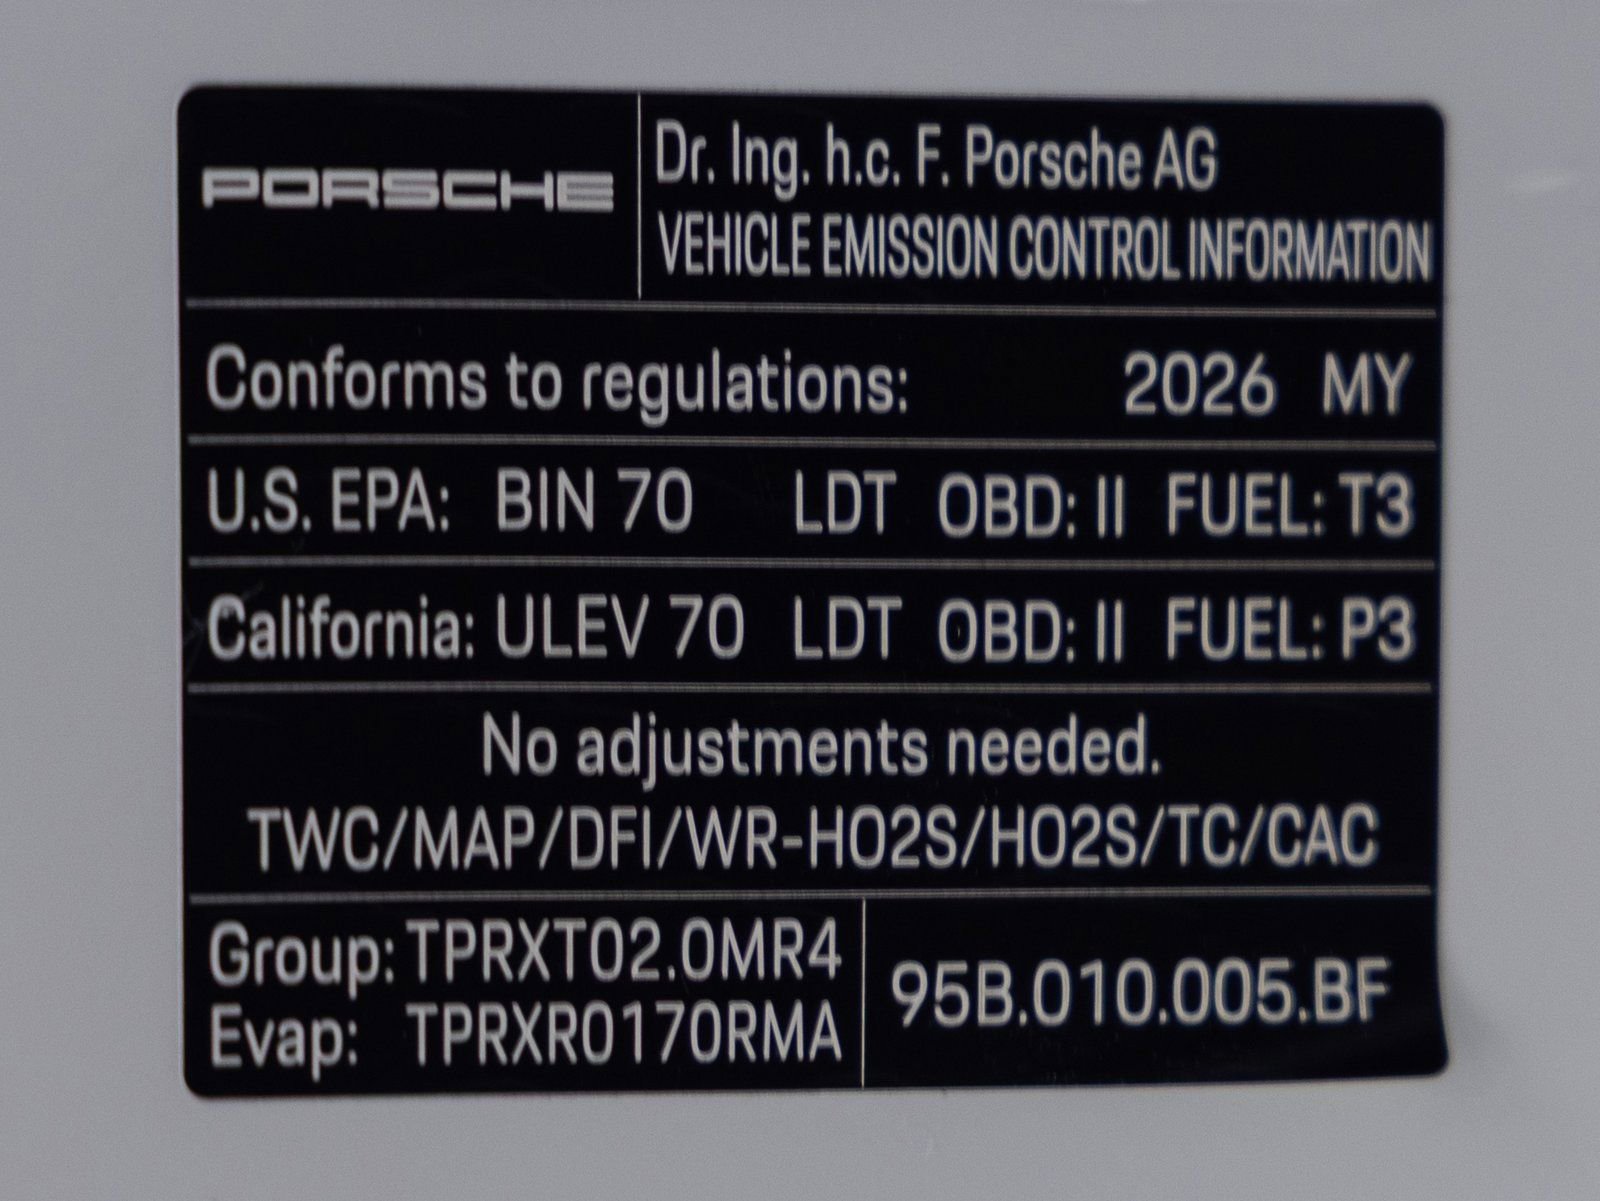 PORSCHE
Dr. Ing. h.c. F. Porsche AG
VEHICLE EMISSION CONTROL INFORMATION
Conforms to regulations: 2026 MY
U.S. EPA: BIN 70 LDT OBD: II FUEL: T3
California: ULEV 70 LDT OBD: II FUEL: P3
No adjustments needed.
TWC/MAP/DFI/WR-HO2S/HO2S/TC/CAC
Group: TPRXT02.0MR4
Evap: TPRXR0170RMA
95B.010.005.BF